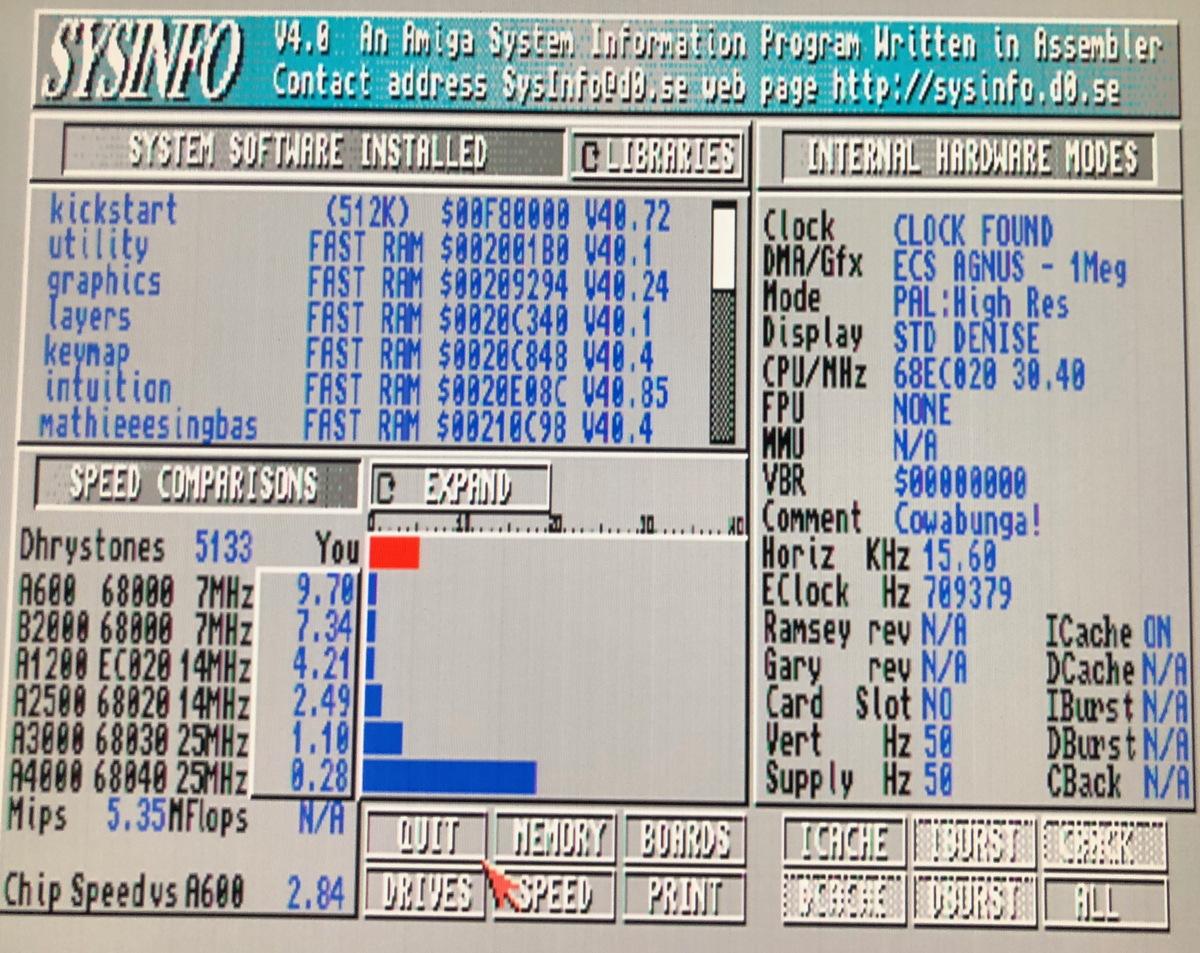 SYSINFO
V4.0 An Amiga System Information Program Written in Assembler
Contact address SysInfo@d0.se web page http://sysinfo.d0.se
SYSTEM SOFTWARE INSTALLED
LIBRARIES
kickstart (512K) $00F80000 V40.72
utility FAST RAM $002001B0 V40.1
graphics FAST RAM $00209294 V40.24
layers FAST RAM $0020C340 V40.1
keymap FAST RAM $0020C848 V40.4
intuition FAST RAM $0020E08C V40.85
mathieeesingbas FAST RAM $00210C98 V40.4
INTERNAL HARDWARE MODES
Clock CLOCK FOUND
DMA/Gfx ECS AGNUS - 1Meg
Mode PAL:High Res
Display STD DENISE
CPU/MHz 68EC020 30.40
FPU NONE
MMU N/A
VBR $00000000
Comment Cowabunga!
Horiz KHz 15.60
EClock Hz 709379
Ramsey rev N/A ICache ON
Gary rev N/A DCache N/A
Card Slot NO IBurst N/A
Vert Hz 50 DBurst N/A
Supply Hz 50 CBack N/A
SPEED COMPARISONS
EXPAND
0 10 20 30 40
Dhrystones 5133 You
A600 68000 7MHz 9.70
B2000 68000 7MHz 7.34
A1200 EC020 14MHz 4.21
A2500 68020 14MHz 2.49
A3000 68030 25MHz 1.10
A4000 68040 25MHz 0.28
Mips 5.35 MFlops N/A
Chip Speed vs A600 2.84
QUIT MEMORY BOARDS
DRIVES SPEED PRINT
ICACHE IBURST CBACK
DCACHE DBURST ALL